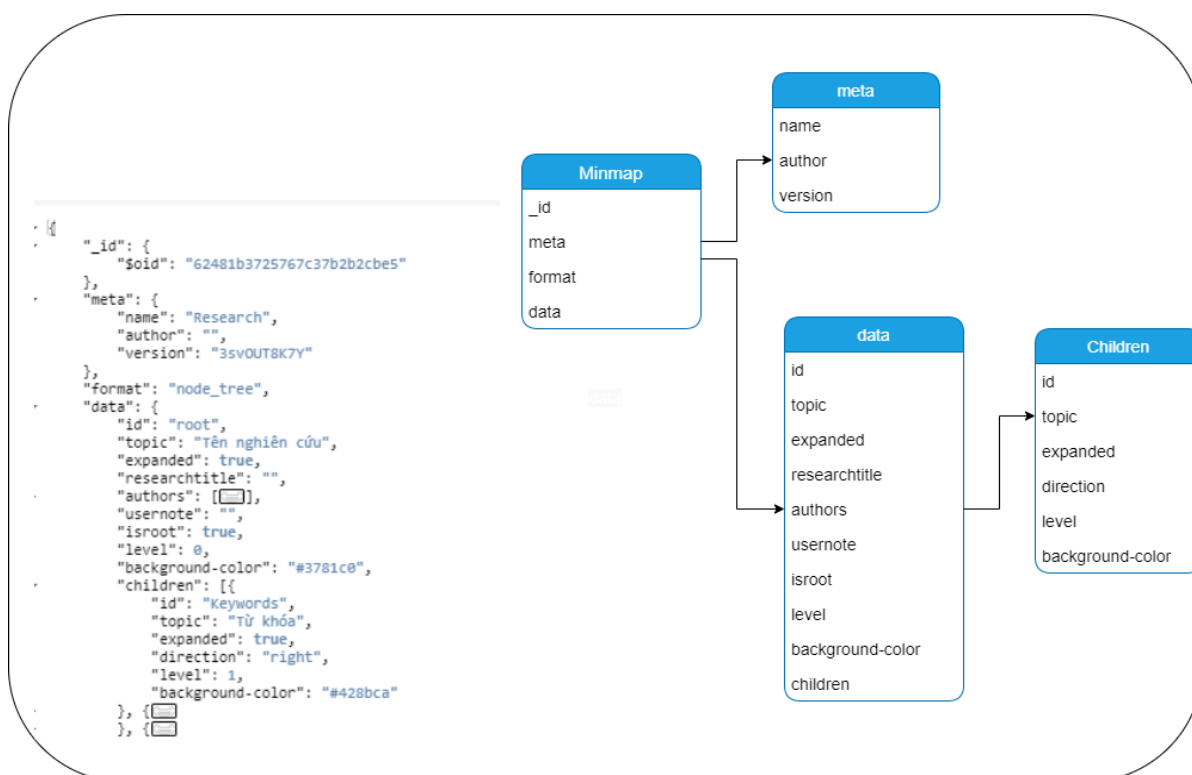 {
"_id": {
"$oid": "62481b3725767c37b2b2cbe5"
},
"meta": {
"name": "Research",
"author": "",
"version": "3svOUT8K7Y"
},
"format": "node_tree",
"data": {
"id": "root",
"topic": "Tên nghiên cứu",
"expanded": true,
"researchtitle": "",
"authors": [ ],
"usernote": "",
"isroot": true,
"level": 0,
"background-color": "#3781c0",
"children": [{
"id": "Keywords",
"topic": "Từ khóa",
"expanded": true,
"direction": "right",
"level": 1,
"background-color": "#428bca"
}, {
}, {
Minmap
_id
meta
format
data
meta
name
author
version
data
id
topic
expanded
researchtitle
authors
usernote
isroot
level
background-color
children
Children
id
topic
expanded
direction
level
background-color